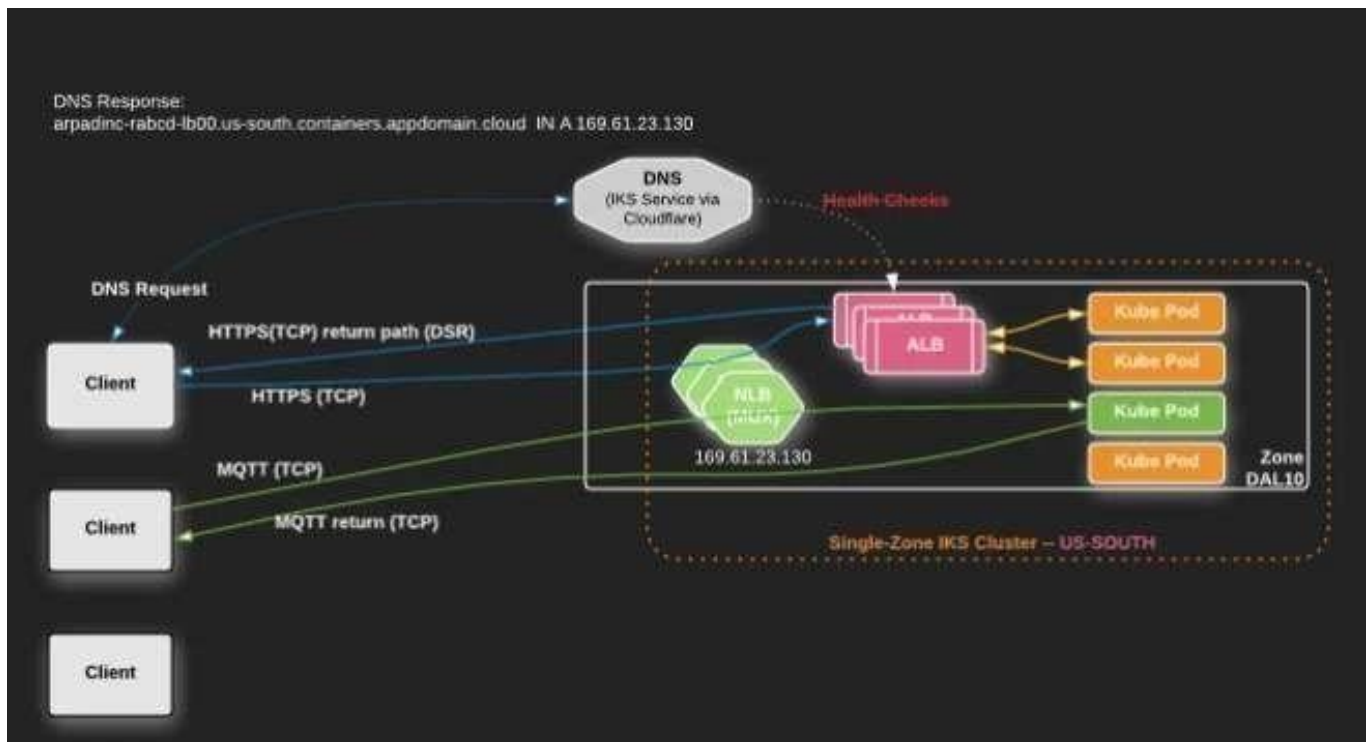 DNS Response:
arpadinc-rabcd-lb00.us-south.containers.appdomain.cloud IN A 169.61.23.130
DNS
(IKS Service via
Cloudflare)
Health Checks
DNS Request
HTTPS(TCP) return path (DSR)
ALB
ALB
Kube Pod
Kube Pod
Client
HTTPS (TCP)
NLB
(MUX)
Kube Pod
169.61.23.130
Kube Pod
Zone
DAL10
MQTT (TCP)
Client
MQTT return (TCP)
Single-Zone IKS Cluster – US-SOUTH
Client